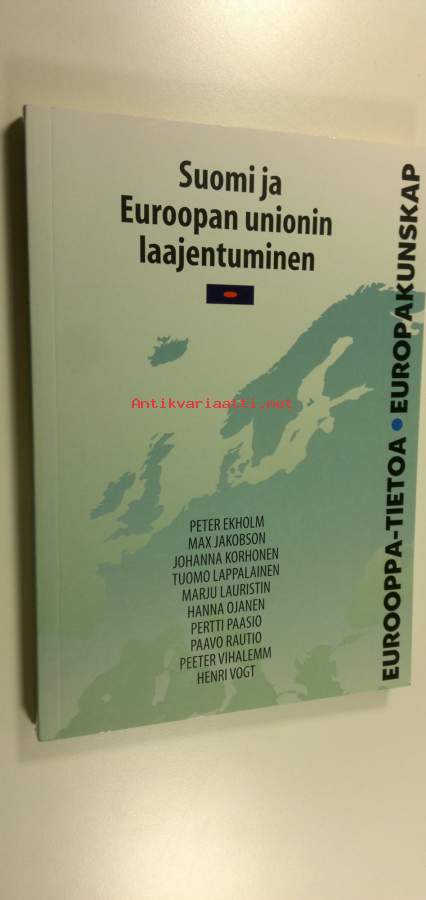 Suomi ja
Euroopan unionin
laajentuminen
Antikvariaatti.net
PETER EKHOLM
MAX JAKOBSON
JOHANNA KORHONEN
TUOMO LAPPALAINEN
MARJU LAURISTIN
HANNA OJANEN
PERTTI PAASIO
PAAVO RAUTIO
PEETER VIHALEMM
HENRI VOGT
EUROOPPA-TIETOA • EUROPAKUNSKAP